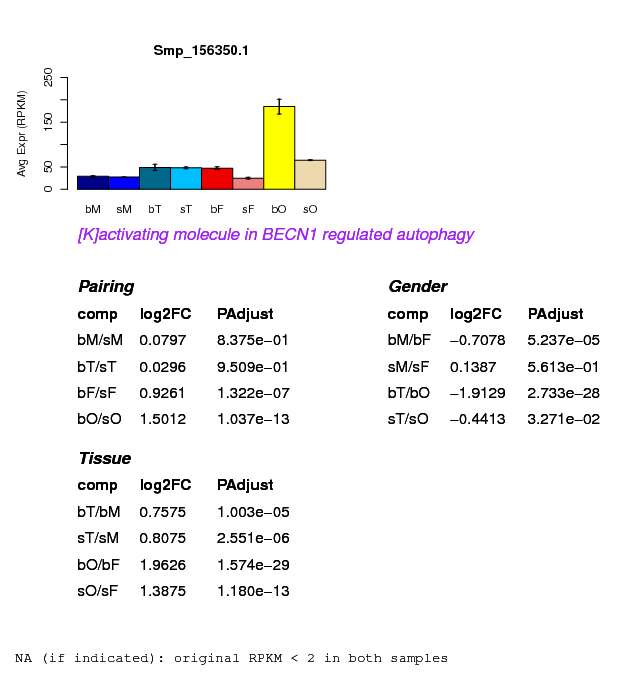 Smp_156350.1
Avg Expr (RPKM)
250
150
50
0
bM sM bT sT bF sF bO sO
[K]activating molecule in BECN1 regulated autophagy
Pairing
comp log2FC PAdjust
bM/sM 0.0797 8.375e−01
bT/sT 0.0296 9.509e−01
bF/sF 0.9261 1.322e−07
bO/sO 1.5012 1.037e−13
Gender
comp log2FC PAdjust
bM/bF −0.7078 5.237e−05
sM/sF 0.1387 5.613e−01
bT/bO −1.9129 2.733e−28
sT/sO −0.4413 3.271e−02
Tissue
comp log2FC PAdjust
bT/bM 0.7575 1.003e−05
sT/sM 0.8075 2.551e−06
bO/bF 1.9626 1.574e−29
sO/sF 1.3875 1.180e−13
NA (if indicated): original RPKM < 2 in both samples